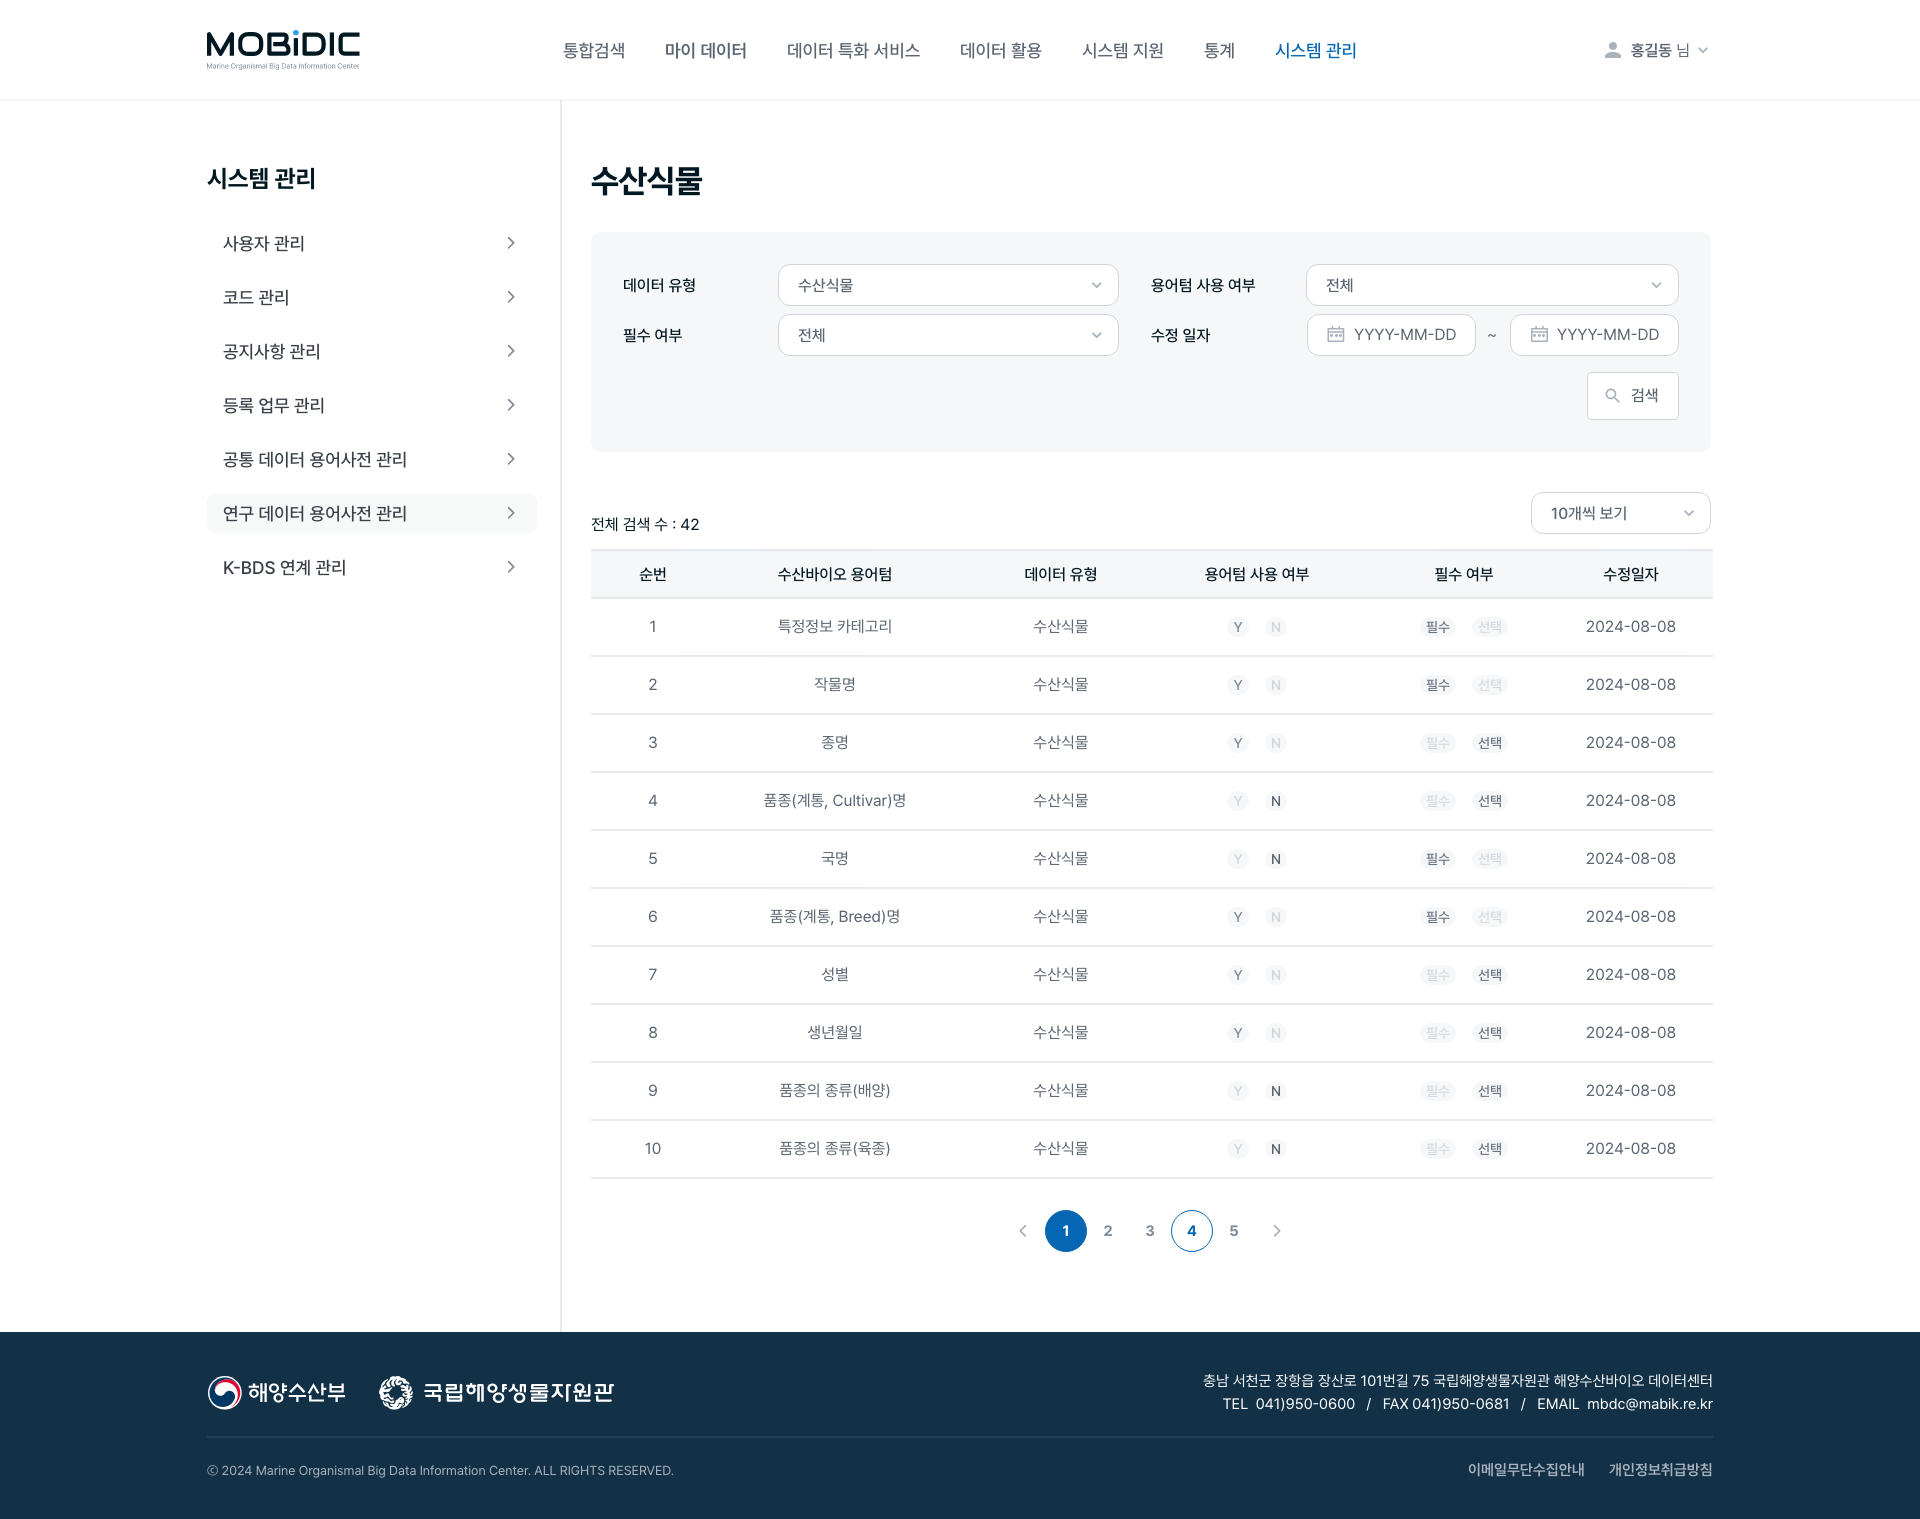 MOBiDIC
Marine Organismal Big Data Information Center
통합검색 마이 데이터 데이터 특화 서비스 데이터 활용 시스템 지원 통계 시스템 관리
홍길동 님
시스템 관리
사용자 관리
코드 관리
공지사항 관리
등록 업무 관리
공통 데이터 용어사전 관리
연구 데이터 용어사전 관리
K-BDS 연계 관리
수산식물
데이터 유형 수산식물 용어텀 사용 여부 전체
필수 여부 전체 수정 일자 YYYY-MM-DD ~ YYYY-MM-DD
검색
전체 검색 수 : 42
10개씩 보기
순번 수산바이오 용어텀 데이터 유형 용어텀 사용 여부 필수 여부 수정일자
1 특정정보 카테고리 수산식물 Y N 필수 선택 2024-08-08
2 작물명 수산식물 Y N 필수 선택 2024-08-08
3 종명 수산식물 Y N 필수 선택 2024-08-08
4 품종(계통, Cultivar)명 수산식물 Y N 필수 선택 2024-08-08
5 국명 수산식물 Y N 필수 선택 2024-08-08
6 품종(계통, Breed)명 수산식물 Y N 필수 선택 2024-08-08
7 성별 수산식물 Y N 필수 선택 2024-08-08
8 생년월일 수산식물 Y N 필수 선택 2024-08-08
9 품종의 종류(배양) 수산식물 Y N 필수 선택 2024-08-08
10 품종의 종류(육종) 수산식물 Y N 필수 선택 2024-08-08
1 2 3 4 5
해양수산부 국립해양생물자원관
충남 서천군 장항읍 장산로 101번길 75 국립해양생물자원관 해양수산바이오 데이터센터
TEL 041)950-0600 / FAX 041)950-0681 / EMAIL mbdc@mabik.re.kr
ⓒ 2024 Marine Organismal Big Data Information Center. ALL RIGHTS RESERVED.
이메일무단수집안내 개인정보취급방침